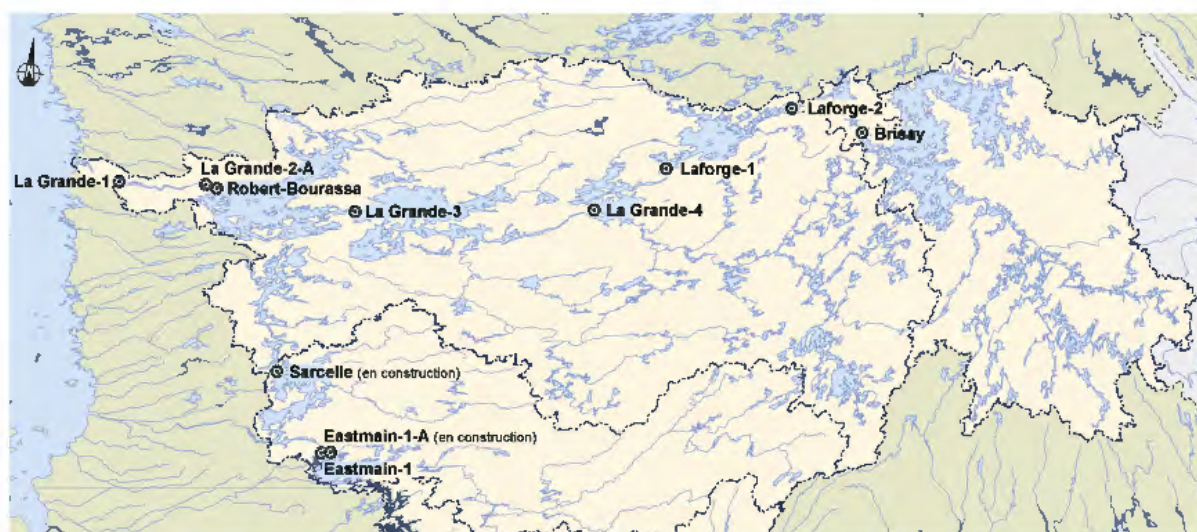 N
Laforge-2
Brisay
La Grande-2-A
Laforge-1
La Grande-1
Robert-Bourassa
La Grande-3
La Grande-4
Sarcelle (en construction)
Eastmain-1-A (en construction)
Eastmain-1